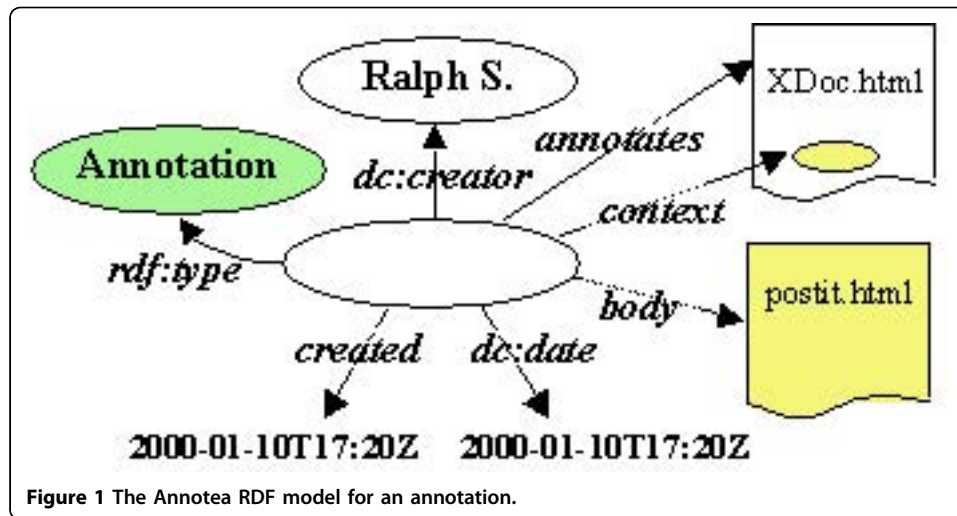 Ralph S.
XDoc.html
annotates
Annotation
dc:creator
context
rdf:type
postit.html
body
created
dc:date
2000-01-10T17:20Z
2000-01-10T17:20Z
Figure 1 The Annotea RDF model for an annotation.